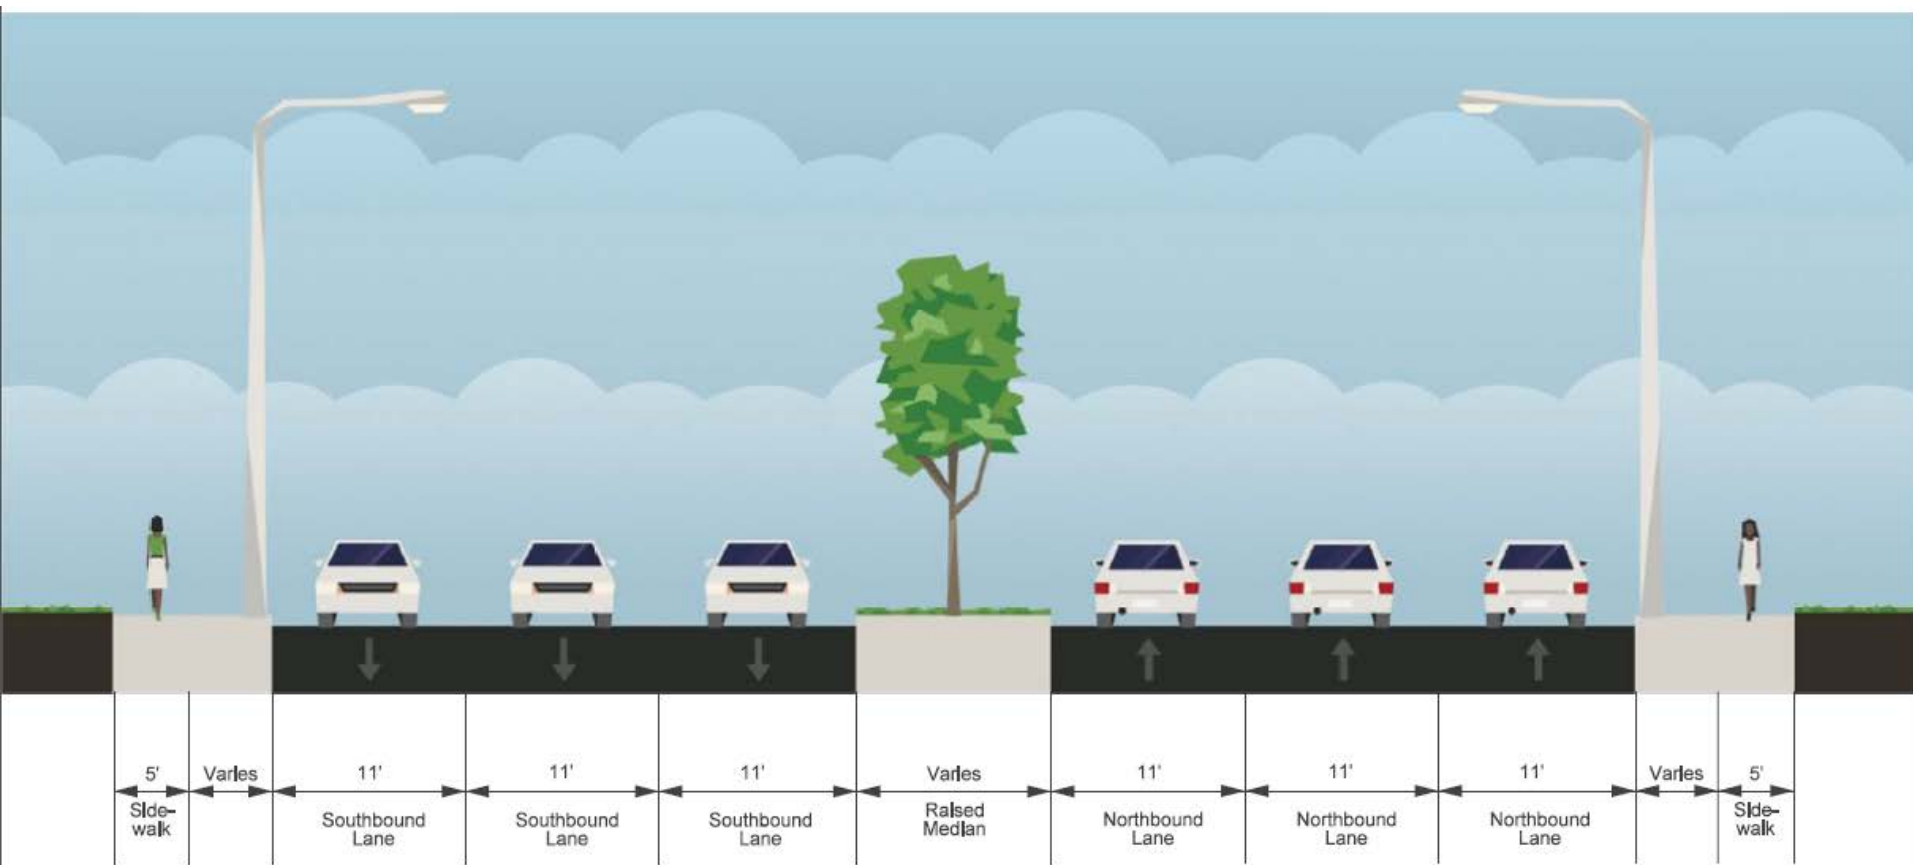 5' Varies 11' 11' 11' Varies 11' 11' 11' Varies 5'
Side-
walk
Southbound
Lane
Southbound
Lane
Southbound
Lane
Raised
Median
Northbound
Lane
Northbound
Lane
Northbound
Lane
Side-
walk